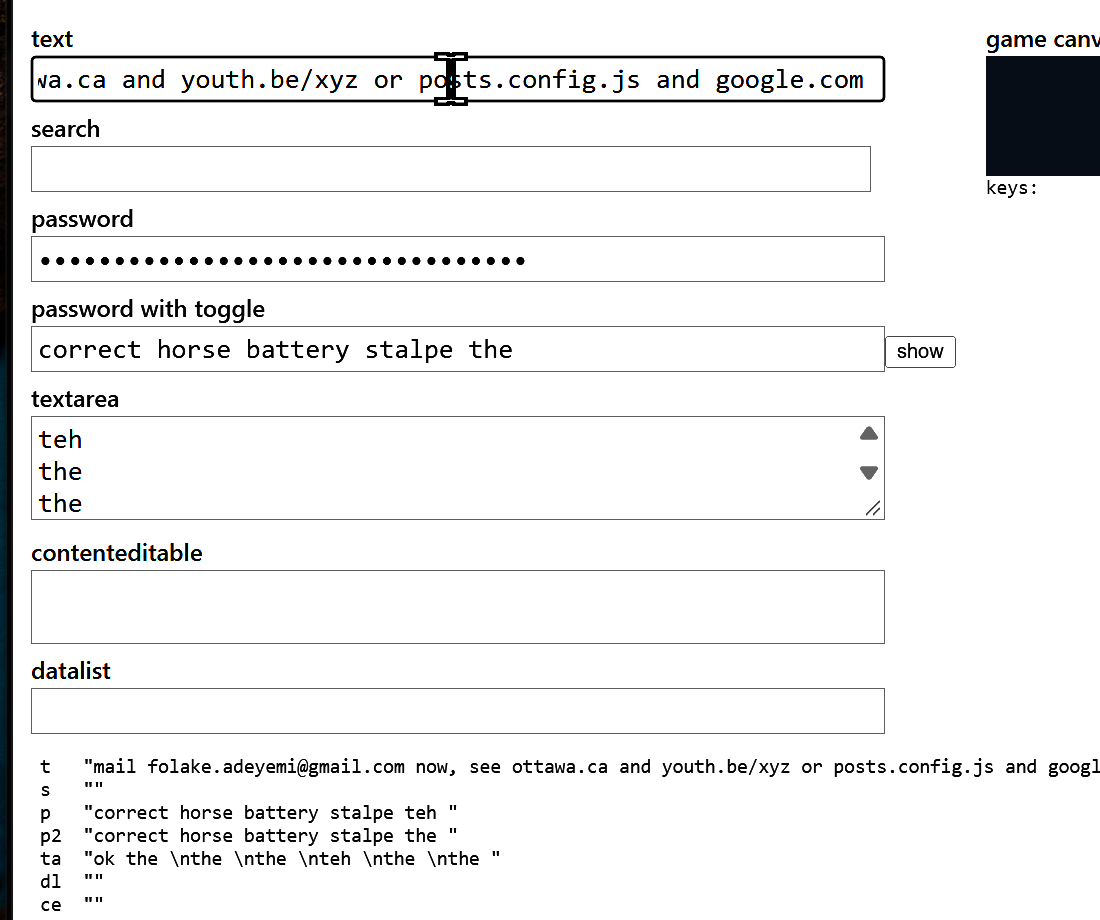 text
game canv
wa.ca and youth.be/xyz or posts.config.js and google.com
search
keys:
password
••••••••••••••••••••••••••••••••••
password with toggle
correct horse battery stalpe the
show
textarea
teh
the
the
contenteditable
datalist
t "mail folake.adeyemi@gmail.com now, see ottawa.ca and youth.be/xyz or posts.config.js and googl
s ""
p "correct horse battery stalpe teh "
p2 "correct horse battery stalpe the "
ta "ok the \nthe \nthe \nteh \nthe \nthe "
dl ""
ce ""